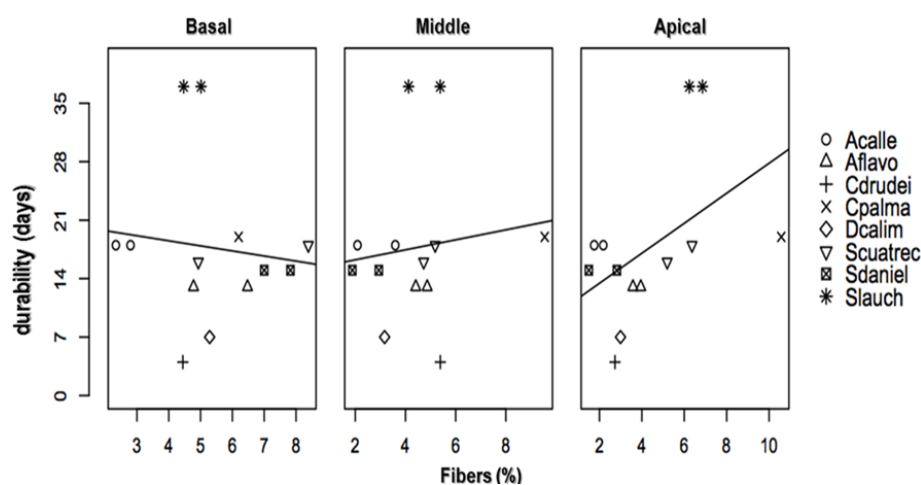 Basal Middle Apical
durability (days)
35
28
21
14
7
0
3 4 5 6 7 8
2 4 6 8
2 4 6 8 10
Fibers (%)
Acalle
Aflavo
Cdrudei
Cpalma
Dcalim
Scuatrec
Sdaniel
Slauch